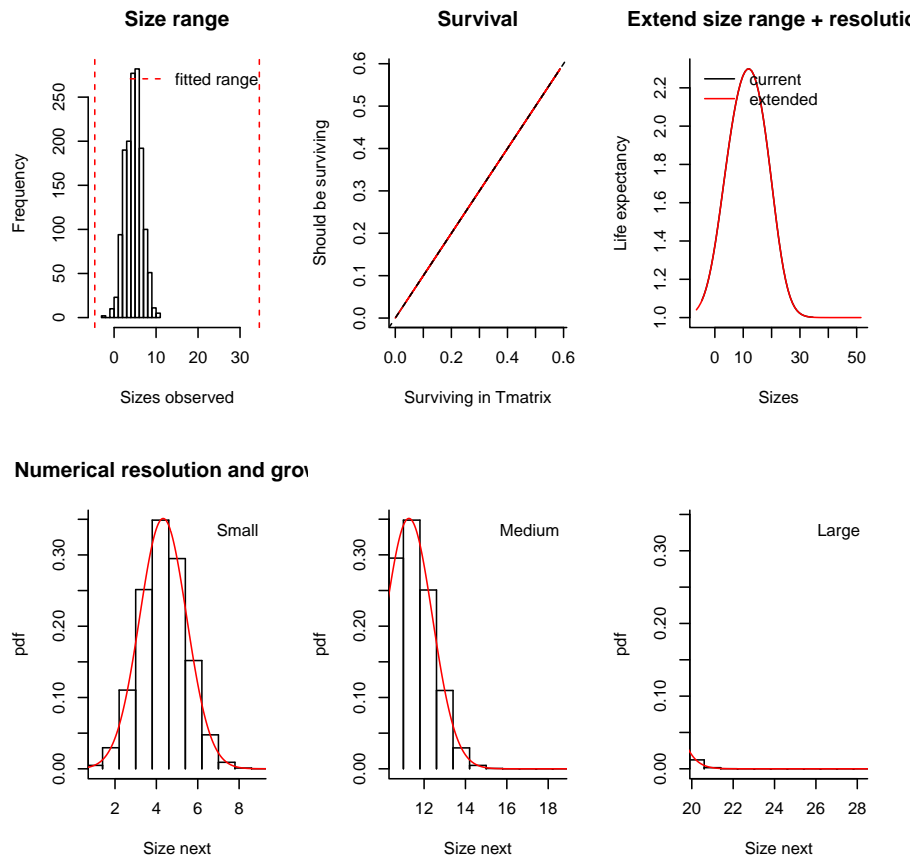 Size range
Survival
Extend size range + resolutio
250
200
150
100
50
0
Frequency
fitted range
0
10
20
30
Sizes observed
0.6
0.5
0.4
0.3
0.2
0.1
0.0
Should be surviving
0.0
0.2
0.4
0.6
Surviving in Tmatrix
2.2
2.0
1.8
1.6
1.4
1.2
1.0
Life expectancy
current
extended
0
10
30
50
Sizes
Numerical resolution and grov
0.30
0.20
0.10
0.00
pdf
Small
2
4
6
8
Size next
0.30
0.20
0.10
0.00
pdf
Medium
12
14
16
18
Size next
0.30
0.20
0.10
0.00
pdf
Large
20
22
24
26
28
Size next